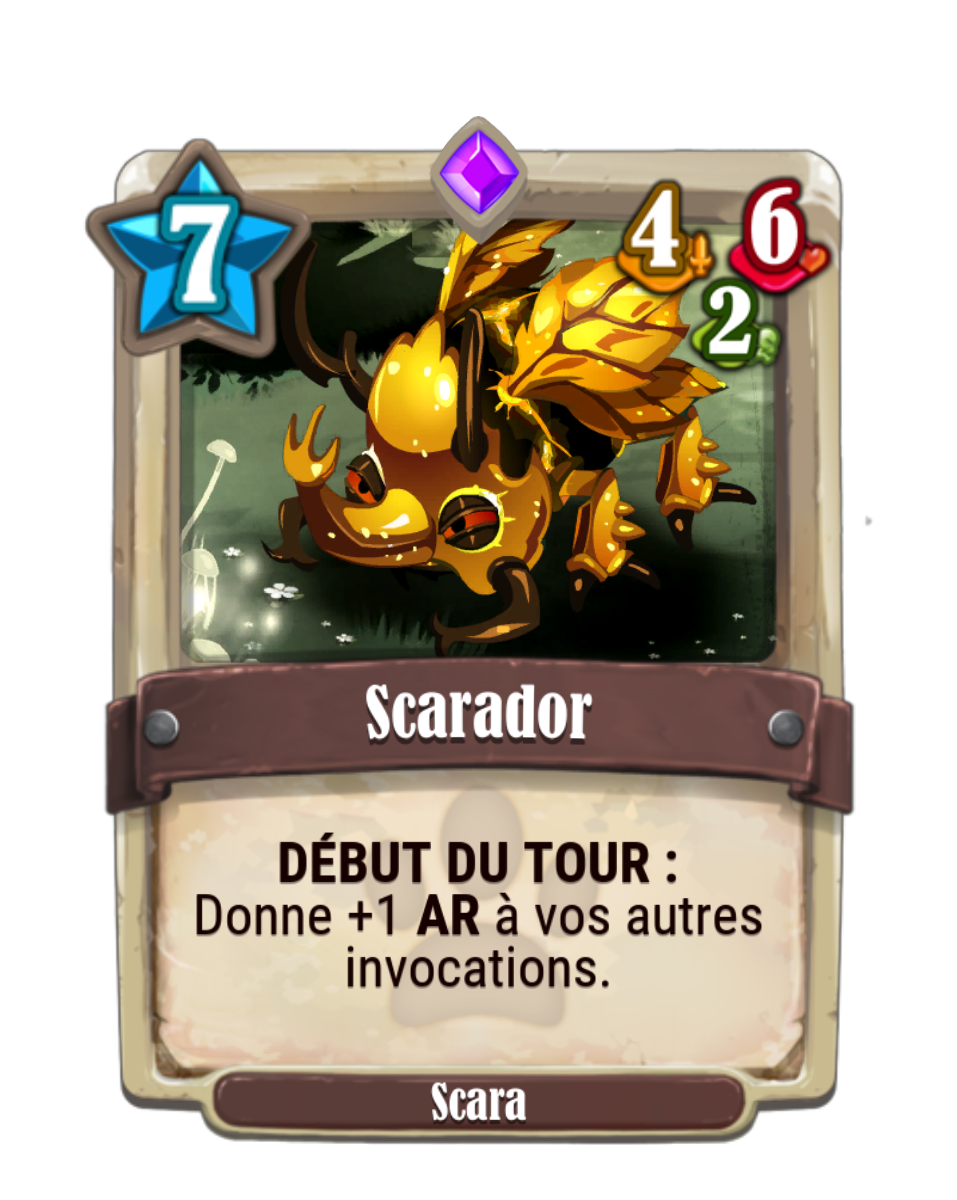 7
4
6
2
Scarador
DÉBUT DU TOUR :
Donne +1 AR à vos autres
invocations.
Scara